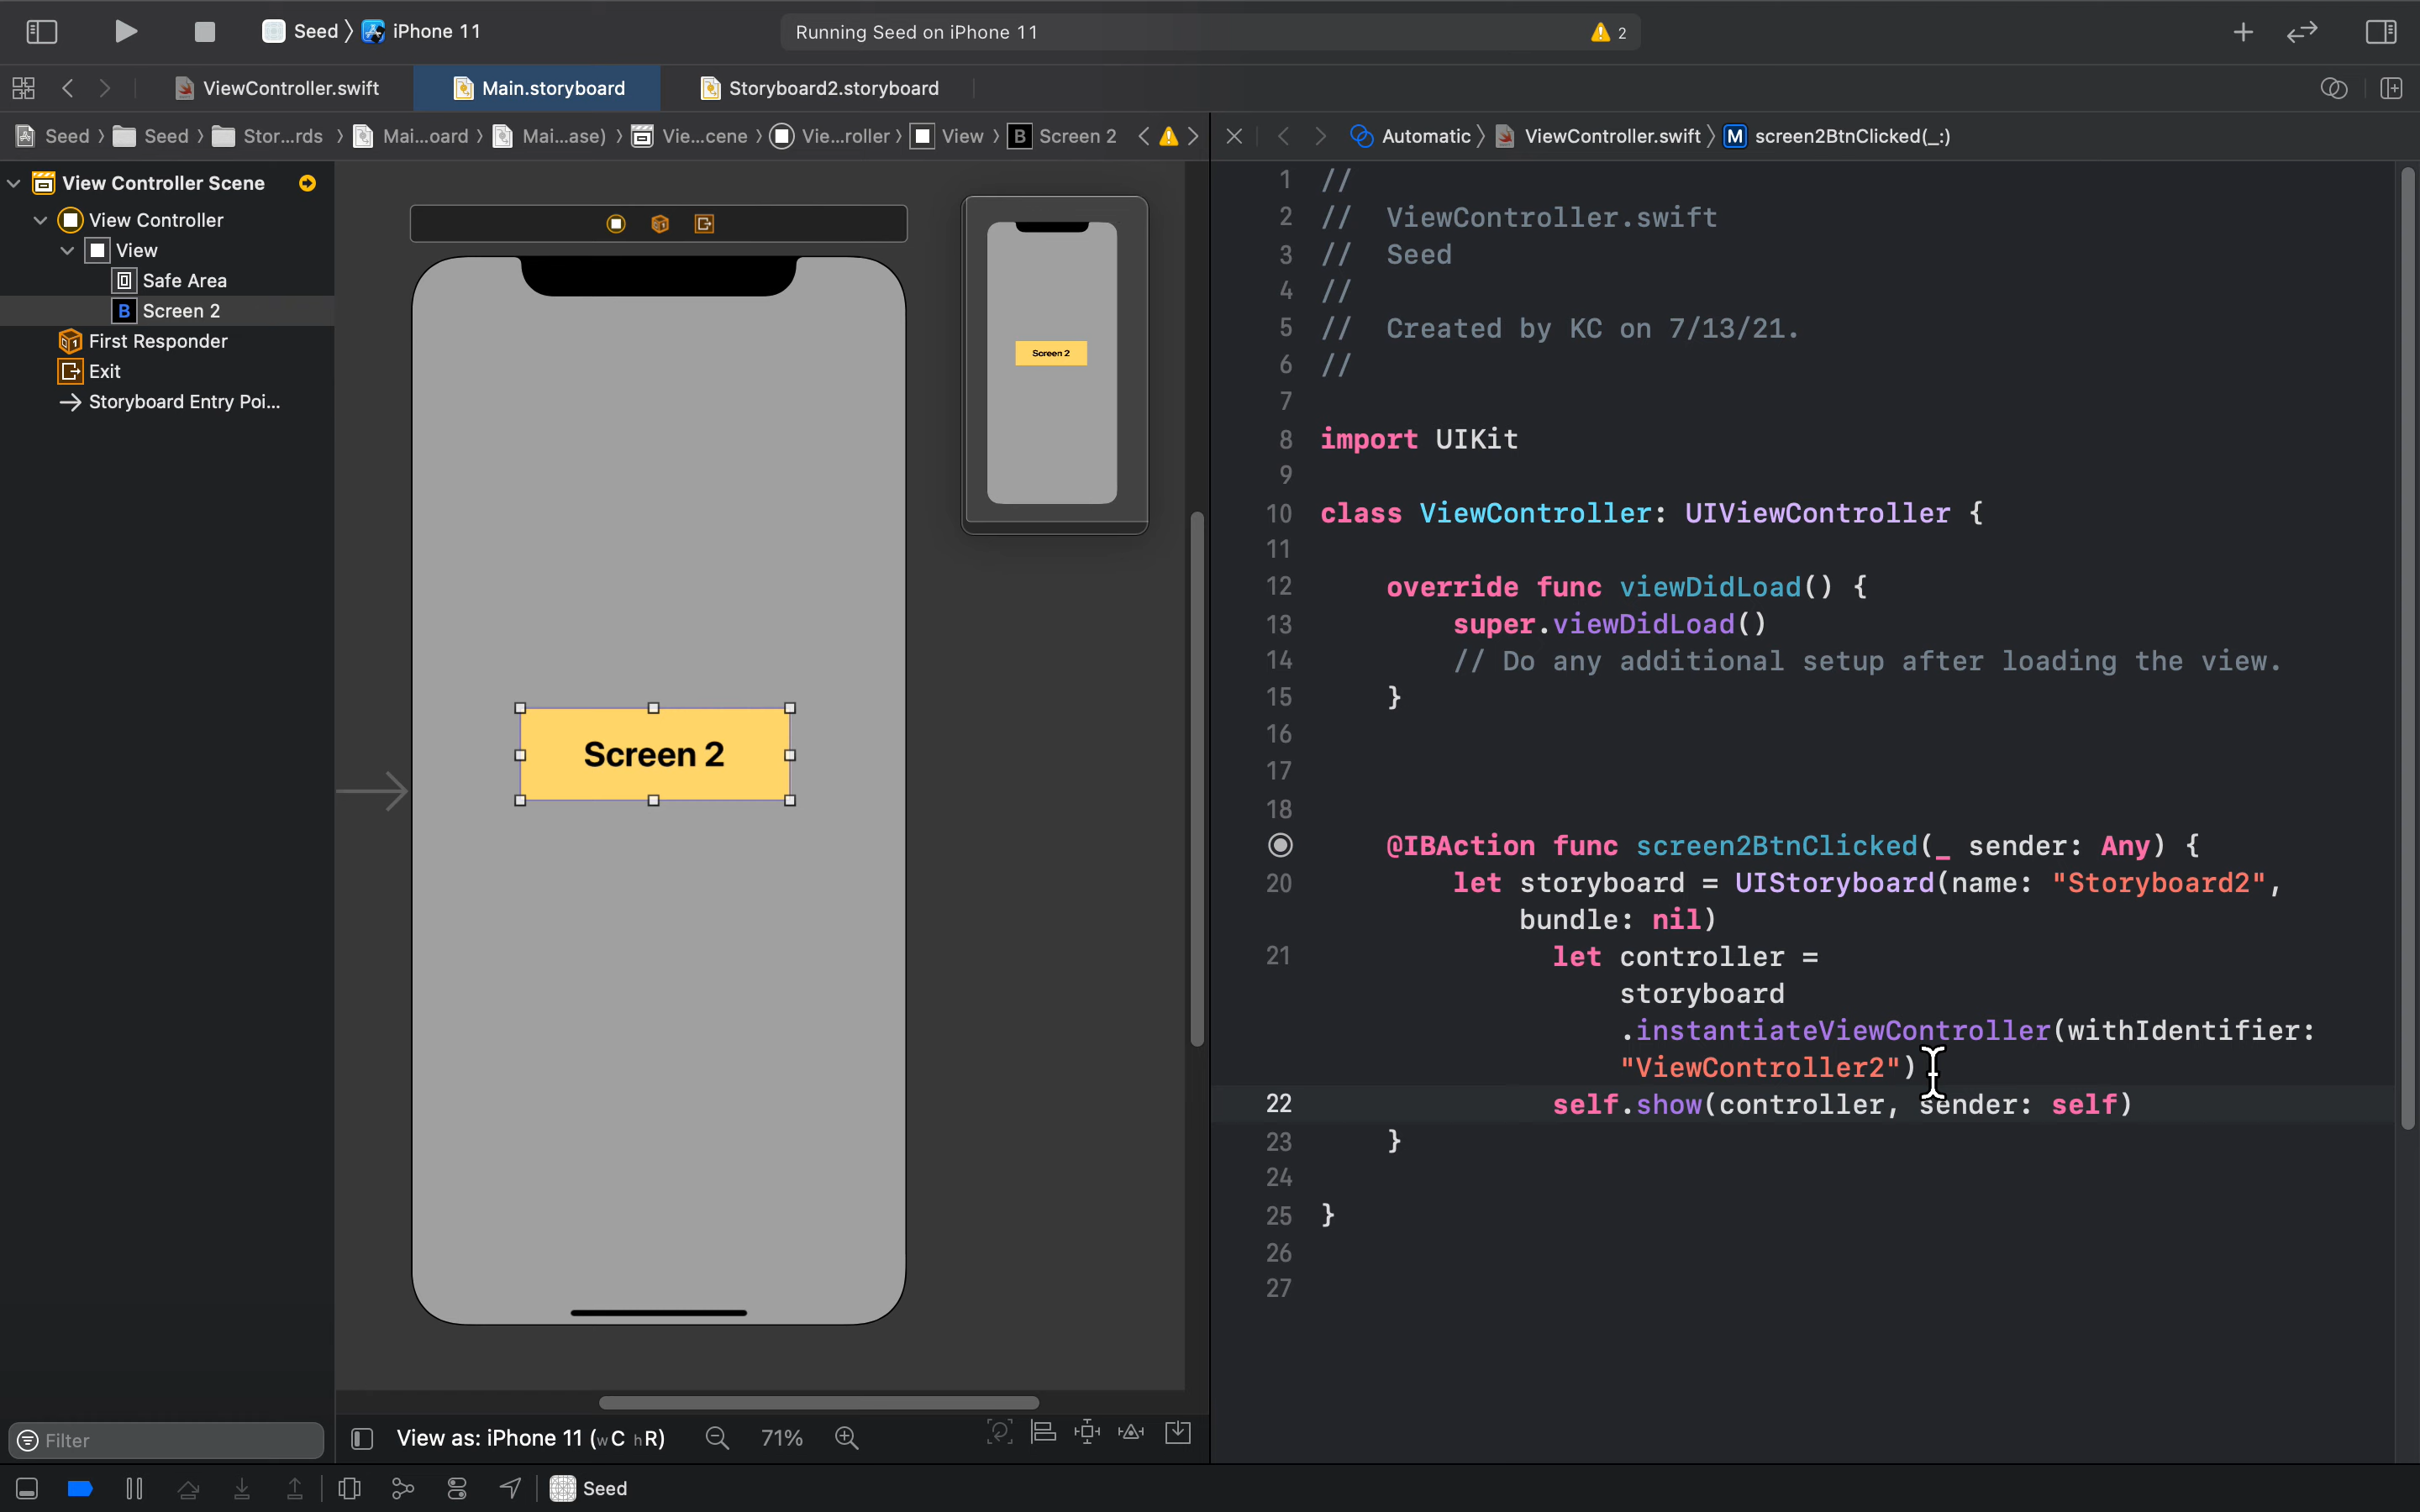 Seed 〉 iPhone 11
Running Seed on iPhone 11
2
ViewController.swift
Main.storyboard
Storyboard2.storyboard
Seed 〉 Seed 〉 Stor...rds 〉 Mai...oard 〉 Mai...ase) 〉 Vie...cene 〉 Vie...roller 〉 View 〉 B Screen 2
Automatic 〉 ViewController.swift 〉 M screen2BtnClicked(_:)
View Controller Scene
View Controller
View
Safe Area
B Screen 2
First Responder
Exit
Storyboard Entry Poi...
Screen 2
Screen 2
1 //
2 //  ViewController.swift
3 //  Seed
4 //
5 //  Created by KC on 7/13/21.
6 //
7
8 import UIKit
9
10 class ViewController: UIViewController {
11
12     override func viewDidLoad() {
13         super.viewDidLoad()
14         // Do any additional setup after loading the view.
15     }
16
17
18
@IBAction func screen2BtnClicked(_ sender: Any) {
20         let storyboard = UIStoryboard(name: "Storyboard2",
bundle: nil)
21               let controller =
storyboard
.instantiateViewController(withIdentifier:
"ViewController2")
22               self.show(controller, sender: self)
23     }
24
25 }
26
27
Filter
View as: iPhone 11 (wC hR)
71%
Seed